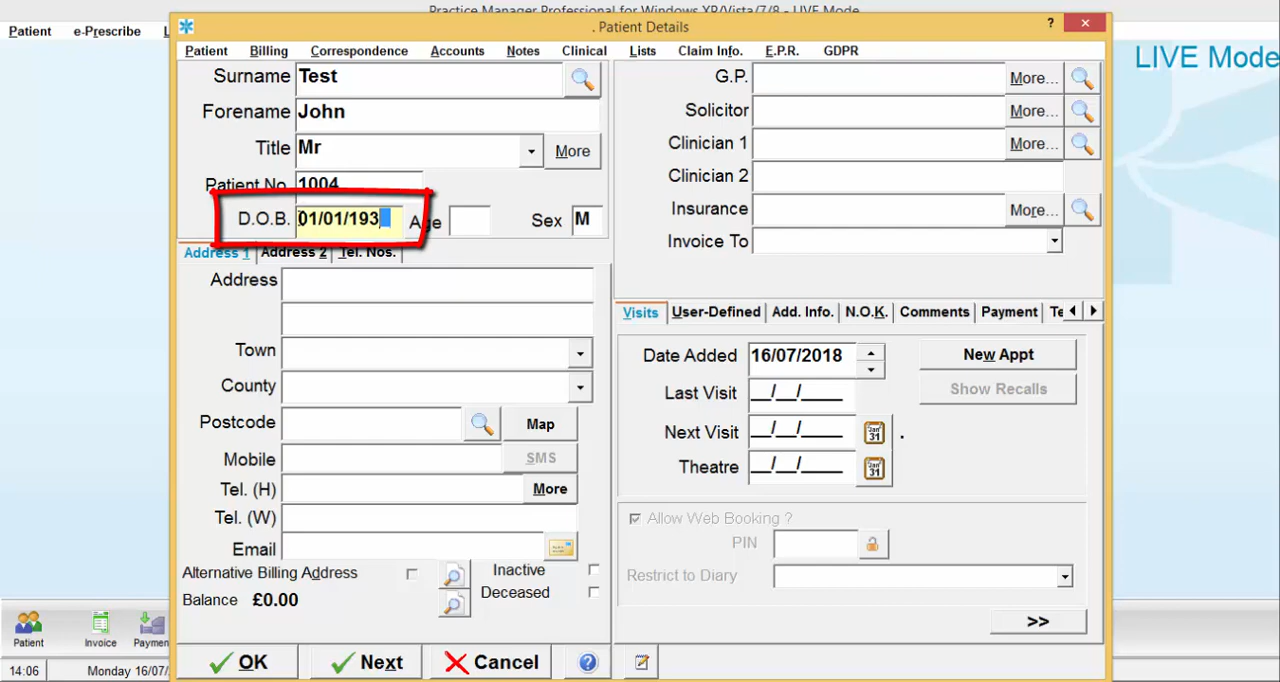 Practice Manager Professional for Windows XP/Vista/7/8 - LIVE Mode
Patient e-Prescribe
LIVE Mode
. Patient Details
?
Patient Billing Correspondence Accounts Notes Clinical Lists Claim Info. E.P.R. GDPR
Surname Test
Forename John
Title Mr More
Patient No. 1004
D.O.B. 01/01/193 Age Sex M
Address 1 Address 2 Tel. Nos.
Address
Town
County
Postcode Map
Mobile SMS
Tel. (H) More
Tel. (W)
Email
Alternative Billing Address Inactive
Balance £0.00 Deceased
OK Next Cancel ?
G.P. More...
Solicitor More...
Clinician 1 More...
Clinician 2
Insurance More...
Invoice To
Visits User-Defined Add. Info. N.O.K. Comments Payment Te
Date Added 16/07/2018 New Appt
Last Visit __/__/____ Show Recalls
Next Visit __/__/____ Jan 31 .
Theatre __/__/____ Jan 31
Allow Web Booking ?
PIN
Restrict to Diary
>>
Patient Invoice Paymen
14:06 Monday 16/07/